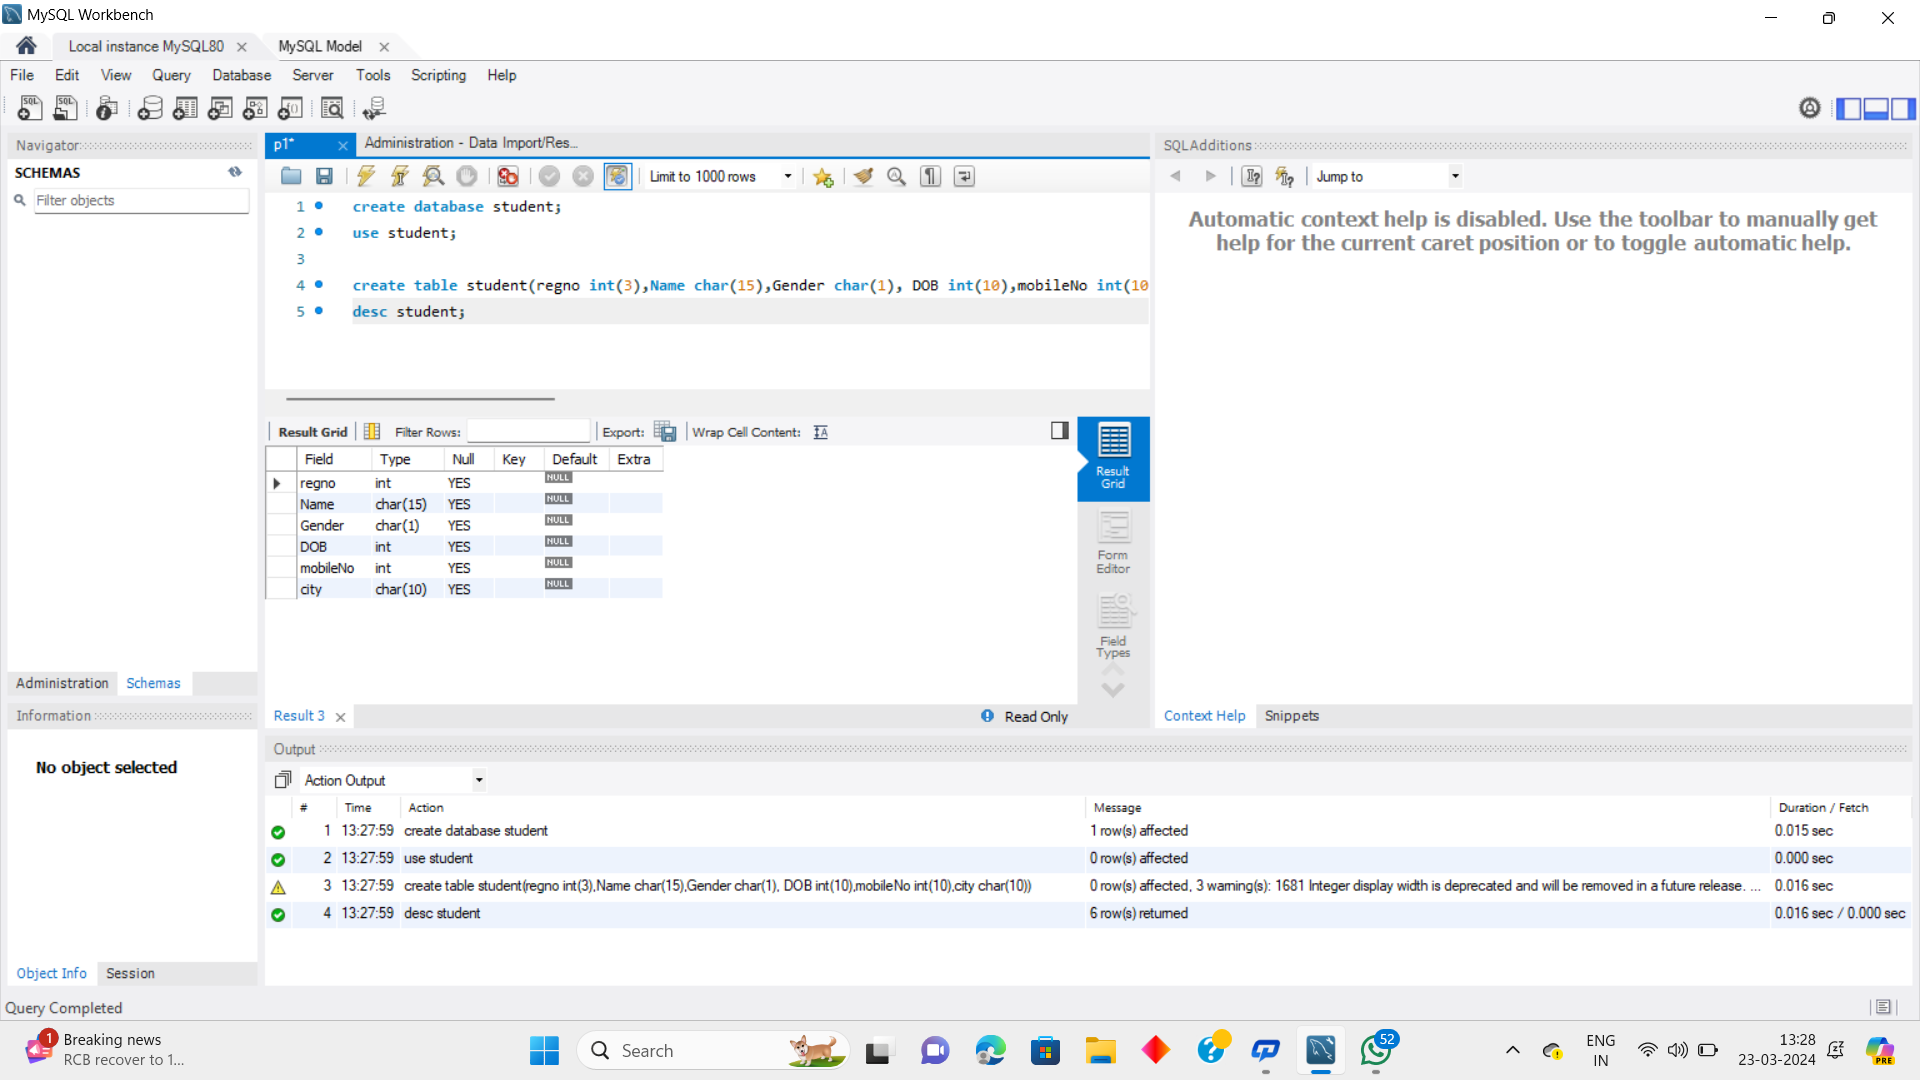 MySQL Workbench
Local instance MySQL80
MySQL Model
File Edit View Query Database Server Tools Scripting Help
Navigator
SCHEMAS
Filter objects
Administration Schemas
Information
No object selected
Object Info Session
p1*
Administration - Data Import/Res...
Limit to 1000 rows
1 create database student;
2 use student;
3
4 create table student(regno int(3),Name char(15),Gender char(1), DOB int(10),mobileNo int(10
5 desc student;
Result Grid Filter Rows: Export: Wrap Cell Content:
Field Type Null Key Default Extra
regno int YES NULL
Name char(15) YES NULL
Gender char(1) YES NULL
DOB int YES NULL
mobileNo int YES NULL
city char(10) YES NULL
Result
Grid
Form
Editor
Field
Types
Result 3
Read Only
SQLAdditions
Jump to
Automatic context help is disabled. Use the toolbar to manually get
help for the current caret position or to toggle automatic help.
Context Help Snippets
Output
Action Output
# Time Action Message Duration / Fetch
1 13:27:59 create database student 1 row(s) affected 0.015 sec
2 13:27:59 use student 0 row(s) affected 0.000 sec
3 13:27:59 create table student(regno int(3),Name char(15),Gender char(1), DOB int(10),mobileNo int(10),city char(10)) 0 row(s) affected, 3 warning(s): 1681 Integer display width is deprecated and will be removed in a future release. ... 0.016 sec
4 13:27:59 desc student 6 row(s) returned 0.016 sec / 0.000 sec
Query Completed
1
Breaking news
RCB recover to 1...
Search
52
ENG
IN
13:28
23-03-2024
PRE